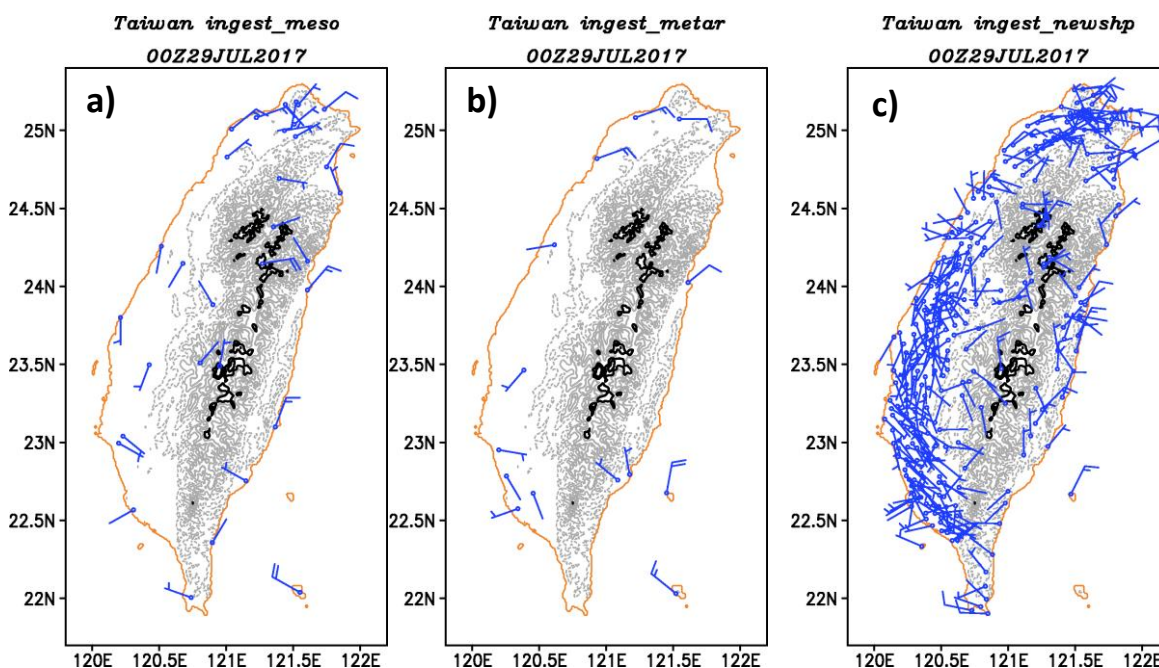 Taiwan ingest_meso
00Z29JUL2017
a)
25N
24.5N
24N
23.5N
23N
22.5N
22N
120E 120.5E 121E 121.5E 122E
Taiwan ingest_metar
00Z29JUL2017
b)
25N
24.5N
24N
23.5N
23N
22.5N
22N
120E 120.5E 121E 121.5E 122E
Taiwan ingest_newshp
00Z29JUL2017
c)
25N
24.5N
24N
23.5N
23N
22.5N
22N
120E 120.5E 121E 121.5E 122E